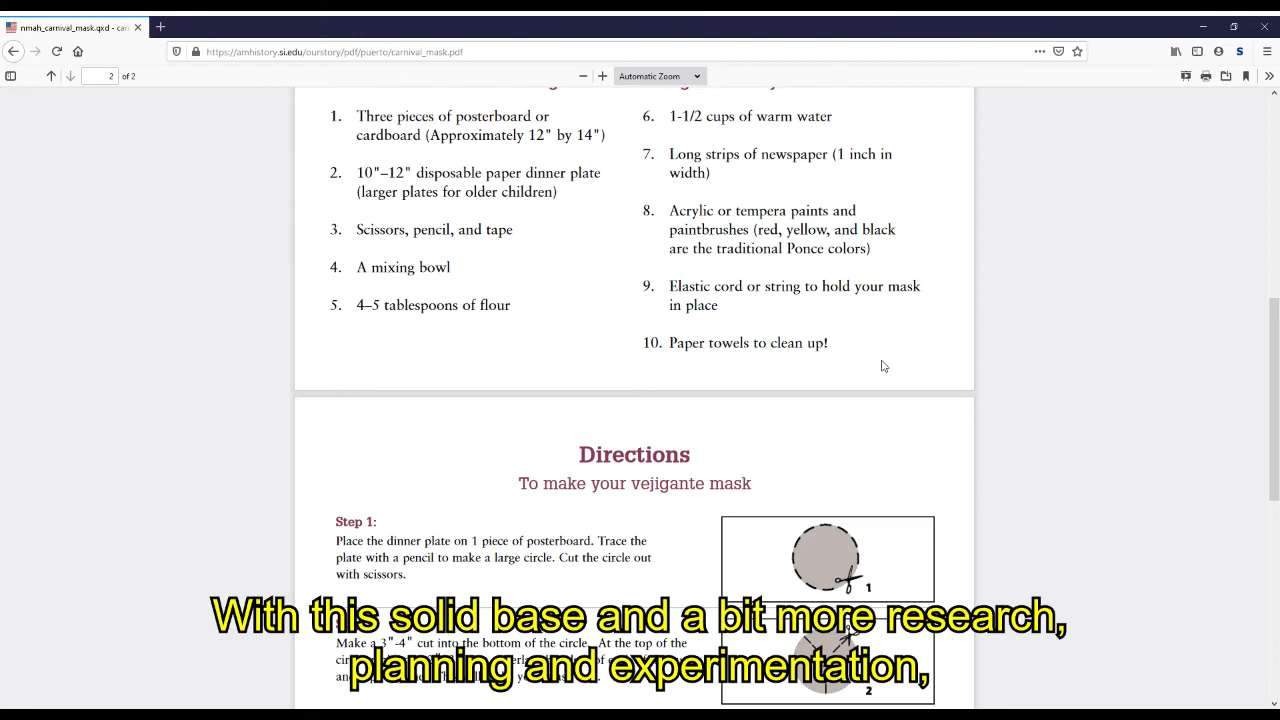 nmah_carnival_mask.qxd - cari
https://amhistory.si.edu/ourstory/pdf/puerto/carnival_mask.pdf
2 of 2
Automatic Zoom
1. Three pieces of posterboard or
cardboard (Approximately 12" by 14")
2. 10"–12" disposable paper dinner plate
(larger plates for older children)
3. Scissors, pencil, and tape
4. A mixing bowl
5. 4–5 tablespoons of flour
6. 1-1/2 cups of warm water
7. Long strips of newspaper (1 inch in
width)
8. Acrylic or tempera paints and
paintbrushes (red, yellow, and black
are the traditional Ponce colors)
9. Elastic cord or string to hold your mask
in place
10. Paper towels to clean up!
Directions
To make your vejigante mask
Step 1:
Place the dinner plate on 1 piece of posterboard. Trace the
plate with a pencil to make a large circle. Cut the circle out
with scissors.
1
With this solid base and a bit more research,
planning and experimentation,
Make a 3"-4" cut into the bottom of the circle. At the top of the
2